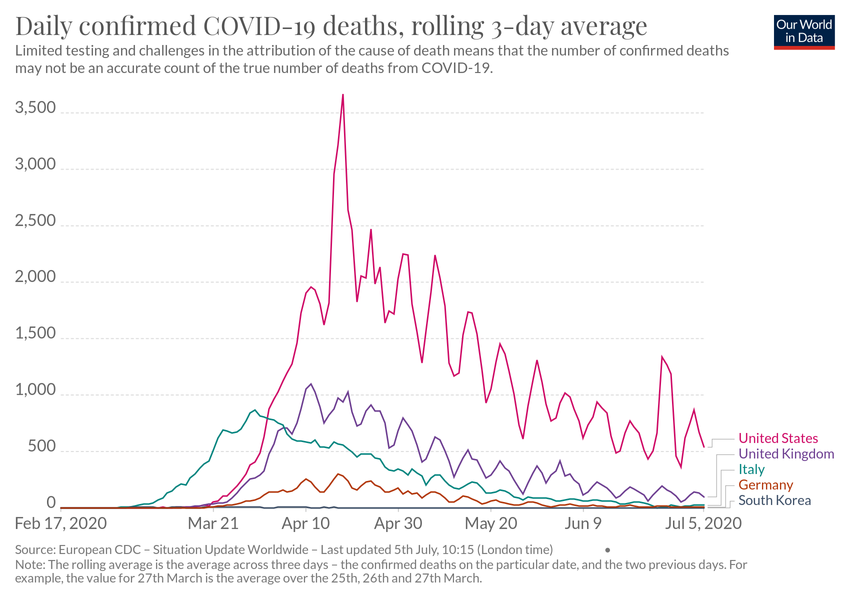 Daily confirmed COVID-19 deaths, rolling 3-day average
Our World
in Data
Limited testing and challenges in the attribution of the cause of death means that the number of confirmed deaths
may not be an accurate count of the true number of deaths from COVID-19.
3,500
3,000
2,500
2,000
1,500
1,000
500
0
United States
United Kingdom
Italy
Germany
South Korea
Feb 17, 2020 Mar 21 Apr 10 Apr 30 May 20 Jun 9 Jul 5, 2020
Source: European CDC – Situation Update Worldwide – Last updated 5th July, 10:15 (London time)
Note: The rolling average is the average across three days – the confirmed deaths on the particular date, and the two previous days. For
example, the value for 27th March is the average over the 25th, 26th and 27th March.